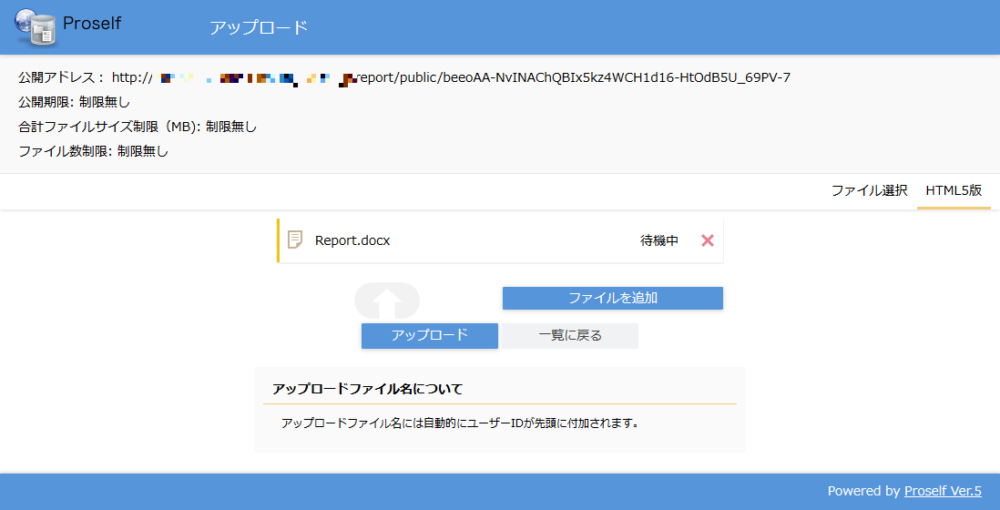 Proself
アップロード
公開アドレス： http:// report/public/beeoAA-NvINAChQBIx5kz4WCH1d16-HtOdB5U_69PV-7
公開期限: 制限無し
合計ファイルサイズ制限（MB): 制限無し
ファイル数制限: 制限無し
ファイル選択 HTML5版
Report.docx 待機中
ファイルを追加
アップロード 一覧に戻る
アップロードファイル名について
アップロードファイル名には自動的にユーザーIDが先頭に付加されます。
Powered by Proself Ver.5